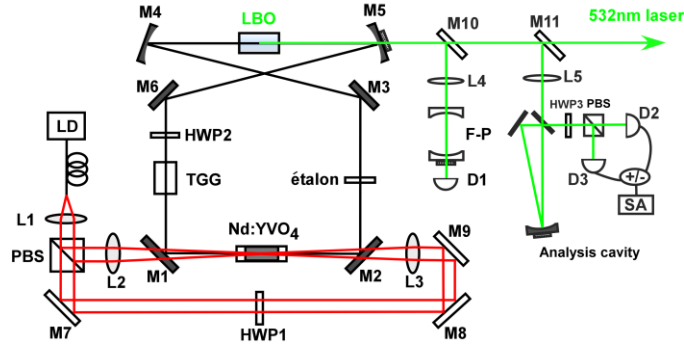 M4
LBO
M5
M10
M11
532nm laser
M6
M3
L4
L5
LD
HWP2
HWP3 PBS
D2
F-P
TGG
étalon
D1
D3
+/-
L1
SA
Nd:YVO4
M9
PBS
L2
M1
M2
L3
Analysis cavity
M7
HWP1
M8